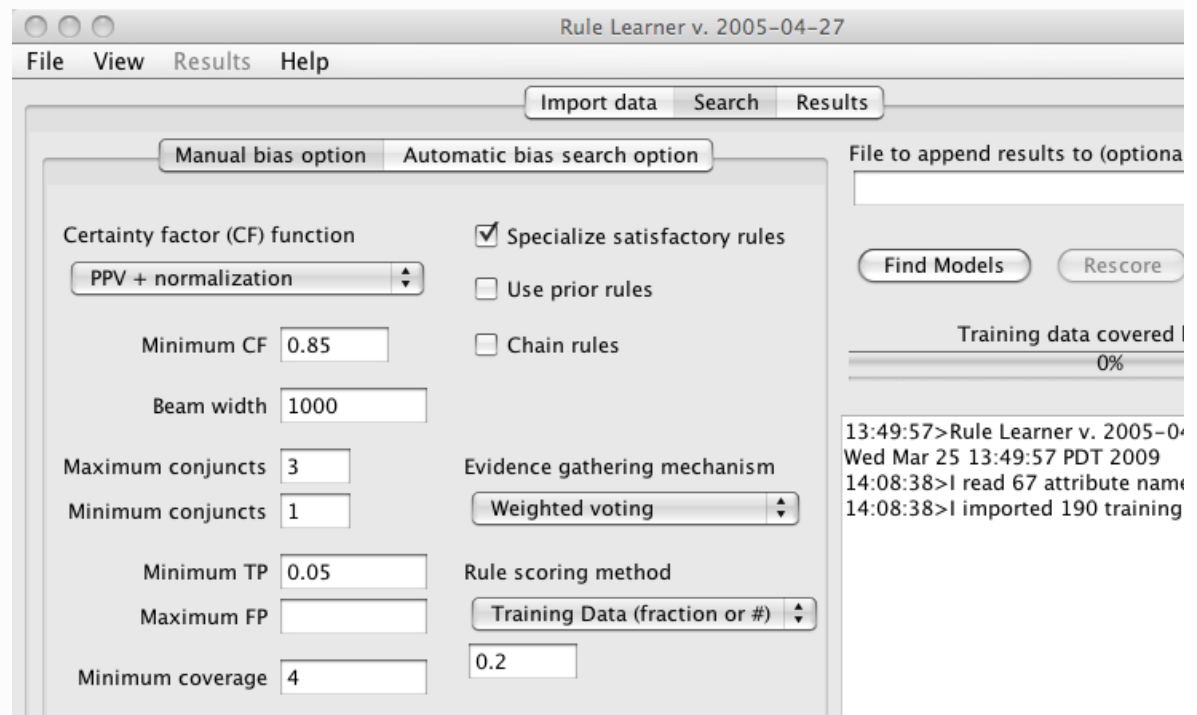 Rule Learner v. 2005-04-27
File View Results Help
Import data Search Results
Manual bias option Automatic bias search option
Certainty factor (CF) function
PPV + normalization
Minimum CF 0.85
Beam width 1000
Maximum conjuncts 3
Minimum conjuncts 1
Minimum TP 0.05
Maximum FP
Minimum coverage 4
Specialize satisfactory rules
Use prior rules
Chain rules
Evidence gathering mechanism
Weighted voting
Rule scoring method
Training Data (fraction or #)
0.2
File to append results to (optiona
Find Models Rescore
Training data covered
0%
13:49:57>Rule Learner v. 2005-04
Wed Mar 25 13:49:57 PDT 2009
14:08:38>I read 67 attribute name
14:08:38>I imported 190 training